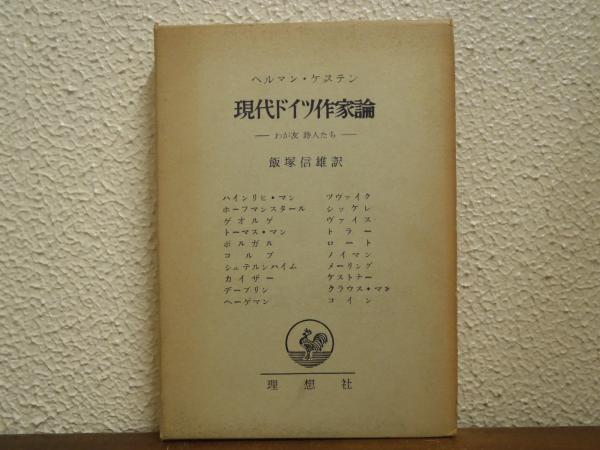 ヘルマン・ケステン
現代ドイツ作家論
── わが友 詩人たち ──
飯塚信雄訳
ハインリヒ・マン
ホーフマンスタール
ゲオルゲ
トーマス・マン
ボルガル
コルプ
シュテルンハイム
カイザー
デーブリン
ヘーゲマン
ツヴァイク
シッケレ
ヴァイス
トラー
ロート
ノイマン
メーリング
ケストナー
クラウス・マン
コイン
理想社